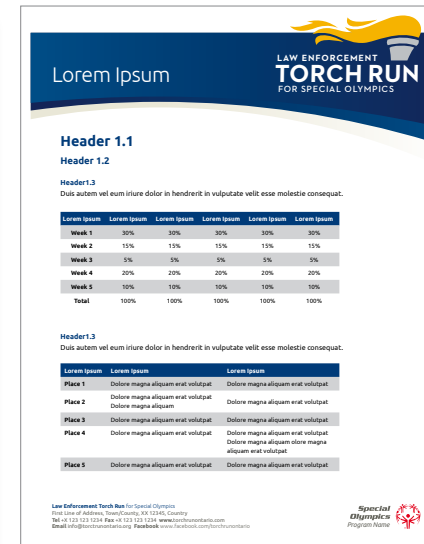 Lorem Ipsum
LAW ENFORCEMENT
TORCH RUN
FOR SPECIAL OLYMPICS
Header 1.1
Header 1.2
Header1.3
Duis autem vel eum iriure dolor in hendrerit in vulputate velit esse molestie consequat.
Lorem Ipsum Lorem Ipsum Lorem Ipsum Lorem Ipsum Lorem Ipsum Lorem Ipsum
Week 1 30% 30% 30% 30% 30%
Week 2 15% 15% 15% 15% 15%
Week 3 5% 5% 5% 5% 5%
Week 4 20% 20% 20% 20% 20%
Week 5 10% 10% 10% 10% 10%
Total 100% 100% 100% 100% 100%
Header1.3
Duis autem vel eum iriure dolor in hendrerit in vulputate velit esse molestie consequat.
Lorem Ipsum Lorem Ipsum Lorem Ipsum
Place 1 Dolore magna aliquam erat volutpat Dolore magna aliquam erat volutpat
Place 2 Dolore magna aliquam erat volutpat Dolore magna aliquam erat volutpat
Dolore magna aliquam
Place 3 Dolore magna aliquam erat volutpat Dolore magna aliquam erat volutpat
Place 4 Dolore magna aliquam erat volutpat Dolore magna aliquam erat volutpat
Dolore magna aliquam olore magna
aliquam erat volutpat
Place 5 Dolore magna aliquam erat volutpat Dolore magna aliquam erat volutpat
Law Enforcement Torch Run for Special Olympics
First Line of Address, Town/County, XX 12345, Country
Tel +X 123 123 1234 Fax +X 123 123 1234 www.torchrunontario.com
Email info@torchrunontario.org Facebook www.facebook.com/torchrunontario
Special
Olympics
Program Name